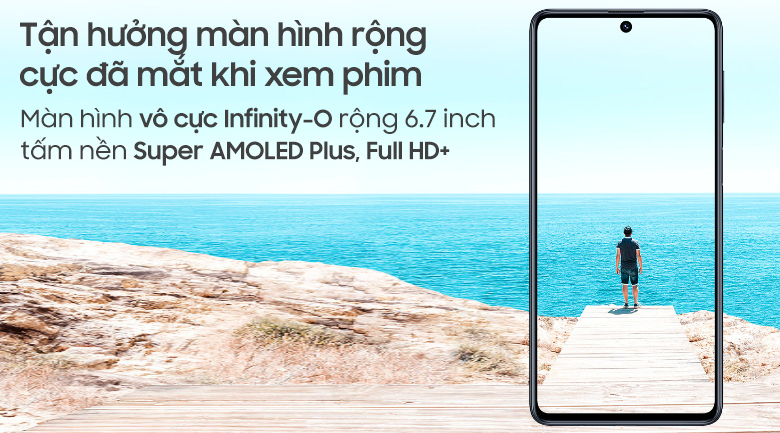 Tận hưởng màn hình rộng
cực đã mắt khi xem phim
Màn hình vô cực Infinity-O rộng 6.7 inch
tấm nền Super AMOLED Plus, Full HD+